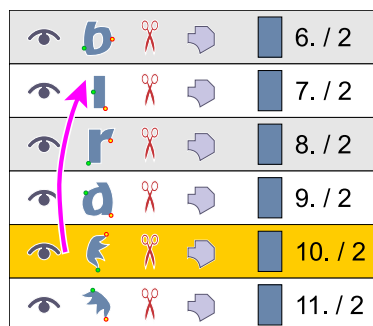 b 6. / 2
l 7. / 2
r 8. / 2
a 9. / 2
10. / 2
11. / 2